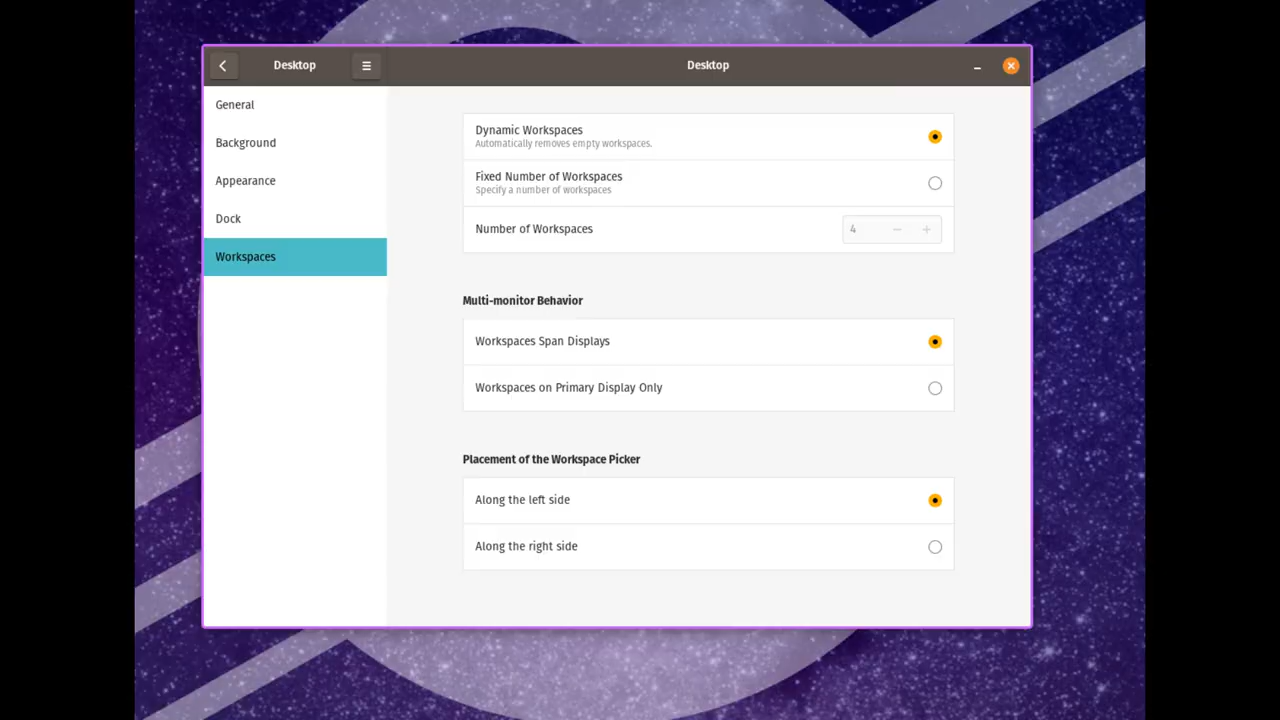 Desktop
Desktop
General
Background
Appearance
Dock
Workspaces
Dynamic Workspaces
Automatically removes empty workspaces.
Fixed Number of Workspaces
Specify a number of workspaces
Number of Workspaces
4
Multi-monitor Behavior
Workspaces Span Displays
Workspaces on Primary Display Only
Placement of the Workspace Picker
Along the left side
Along the right side